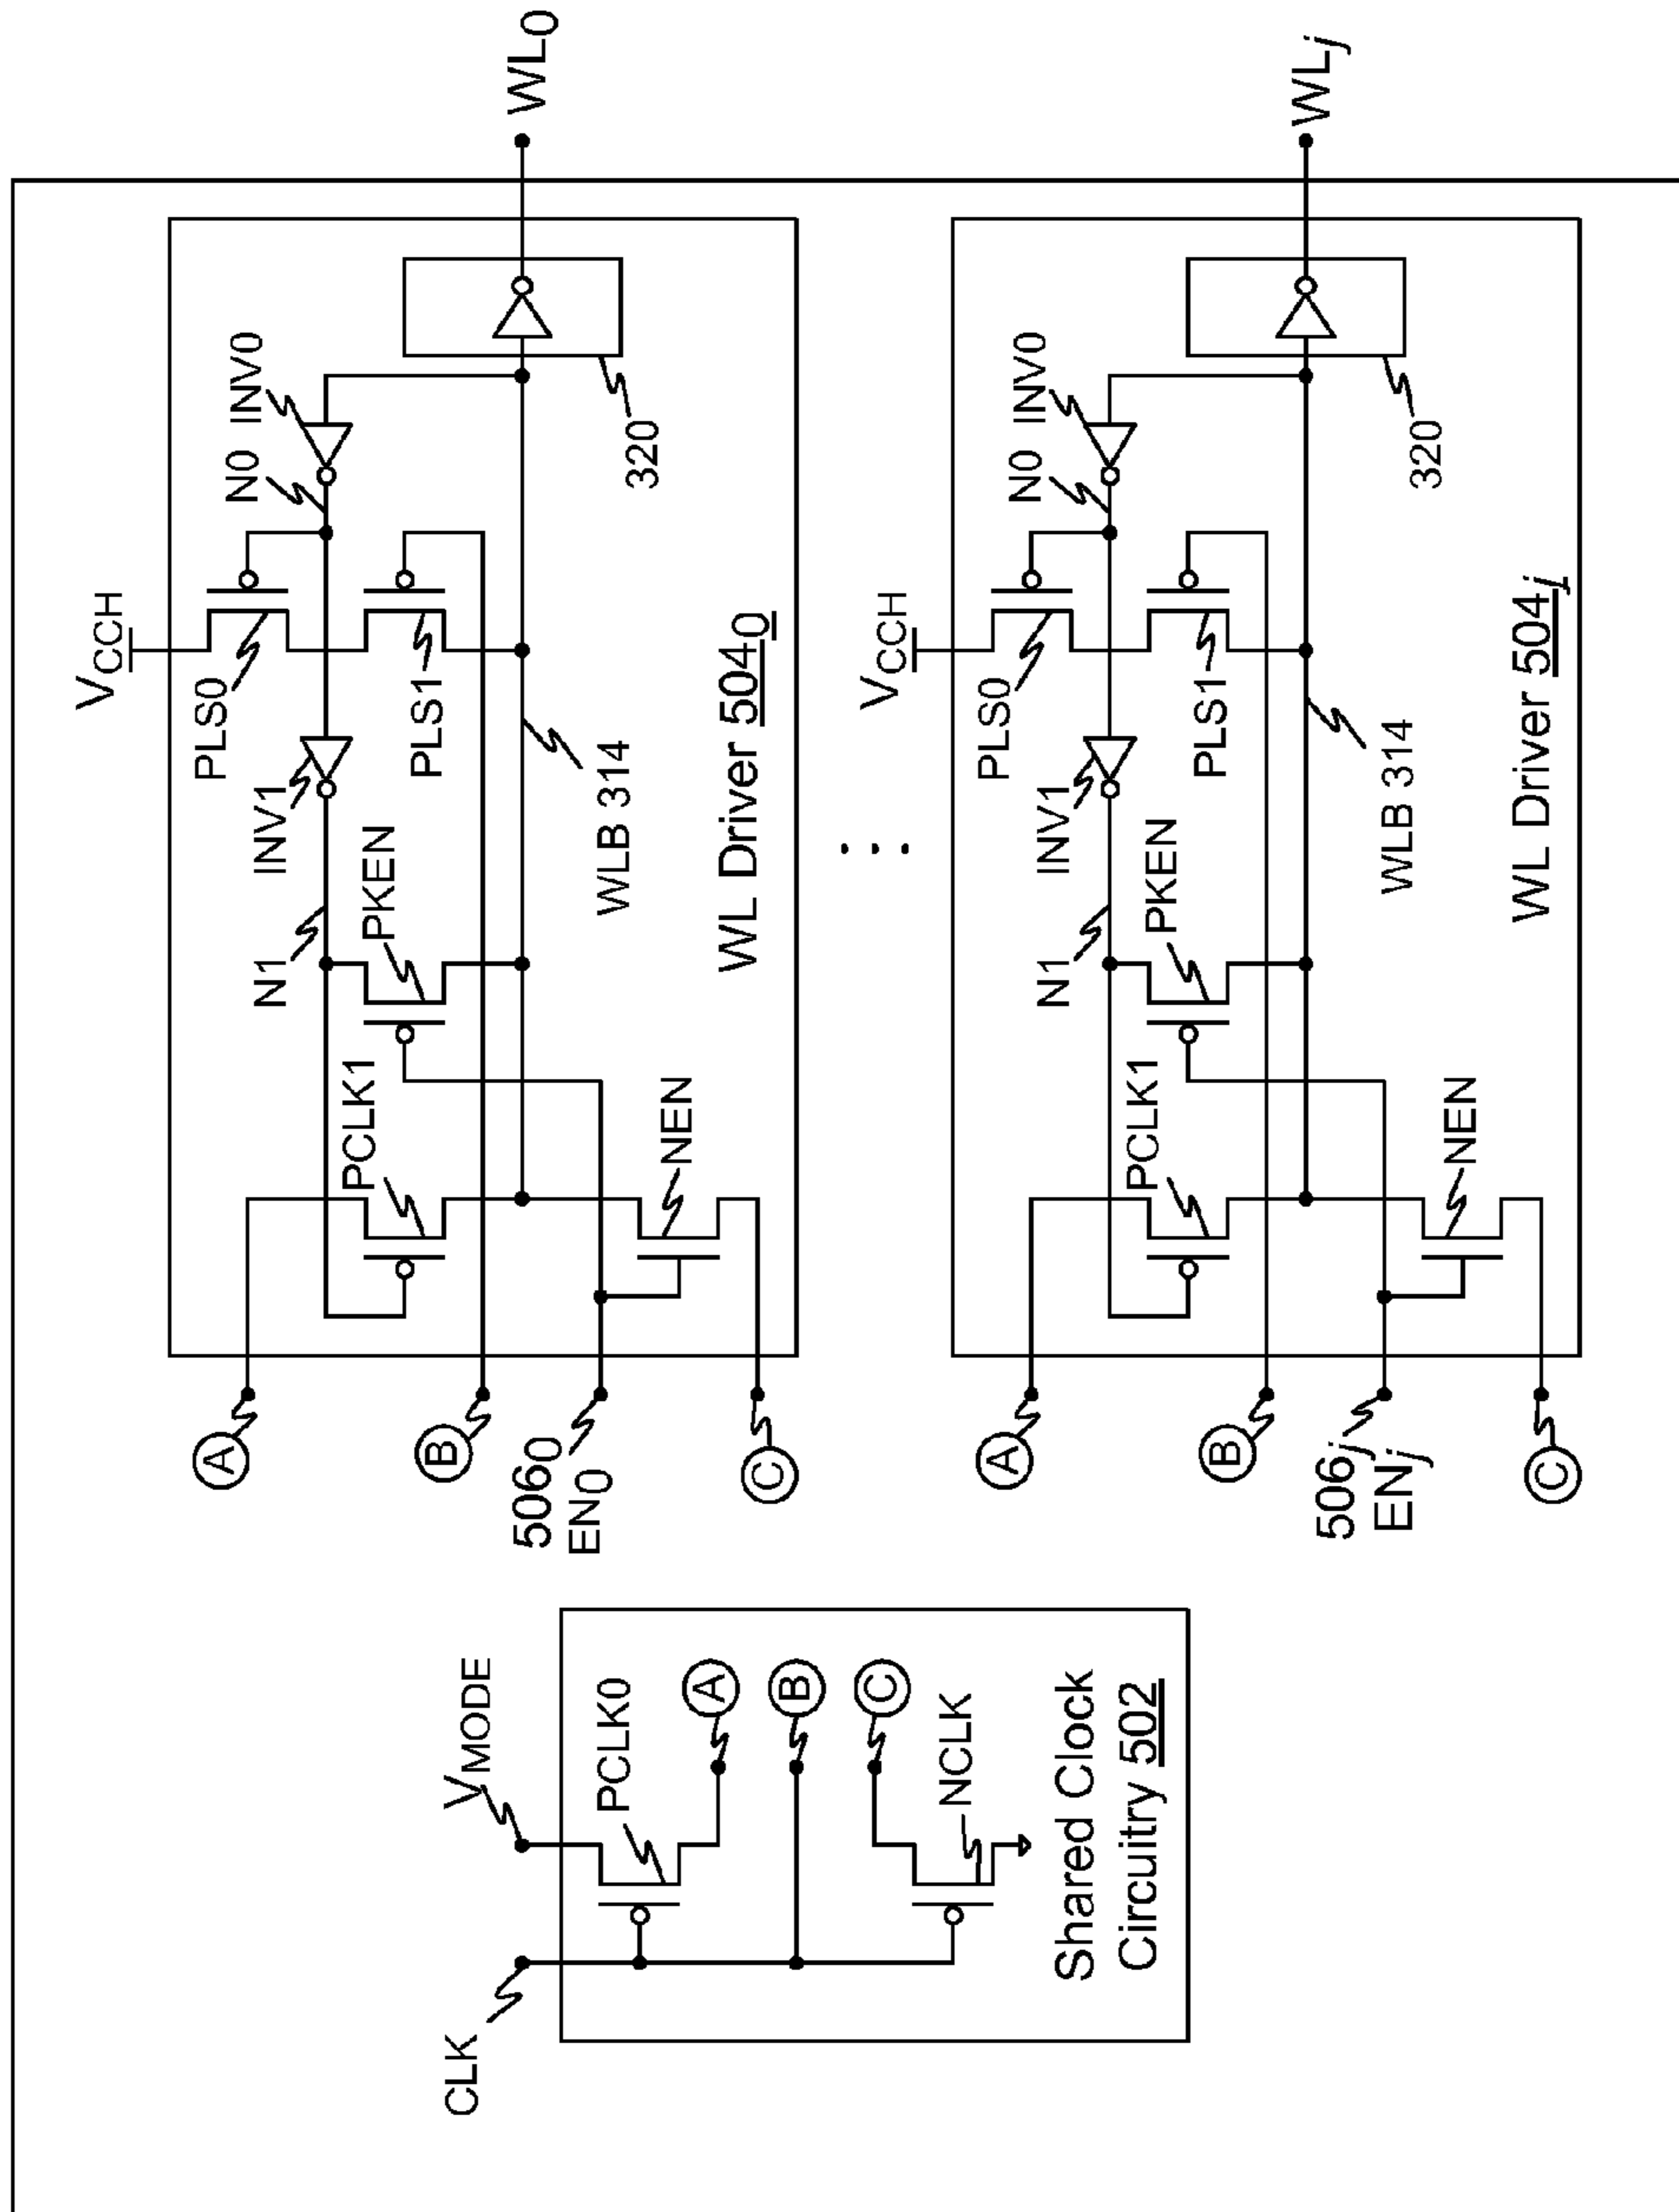 CLK
VMODE
PCLK0
A
B
C
NCLK
Shared Clock
Circuitry 502
A
B
5060
EN0
C
VCCH
PLS0
N0
INV0
INV1
N1
PCLK1
PKEN
PLS1
NEN
WLB 314
320
WL Driver 5040
WL0
...
A
B
506j
ENj
C
VCCH
PLS0
N0
INV0
INV1
N1
PCLK1
PKEN
PLS1
NEN
WLB 314
320
WL Driver 504j
WLj